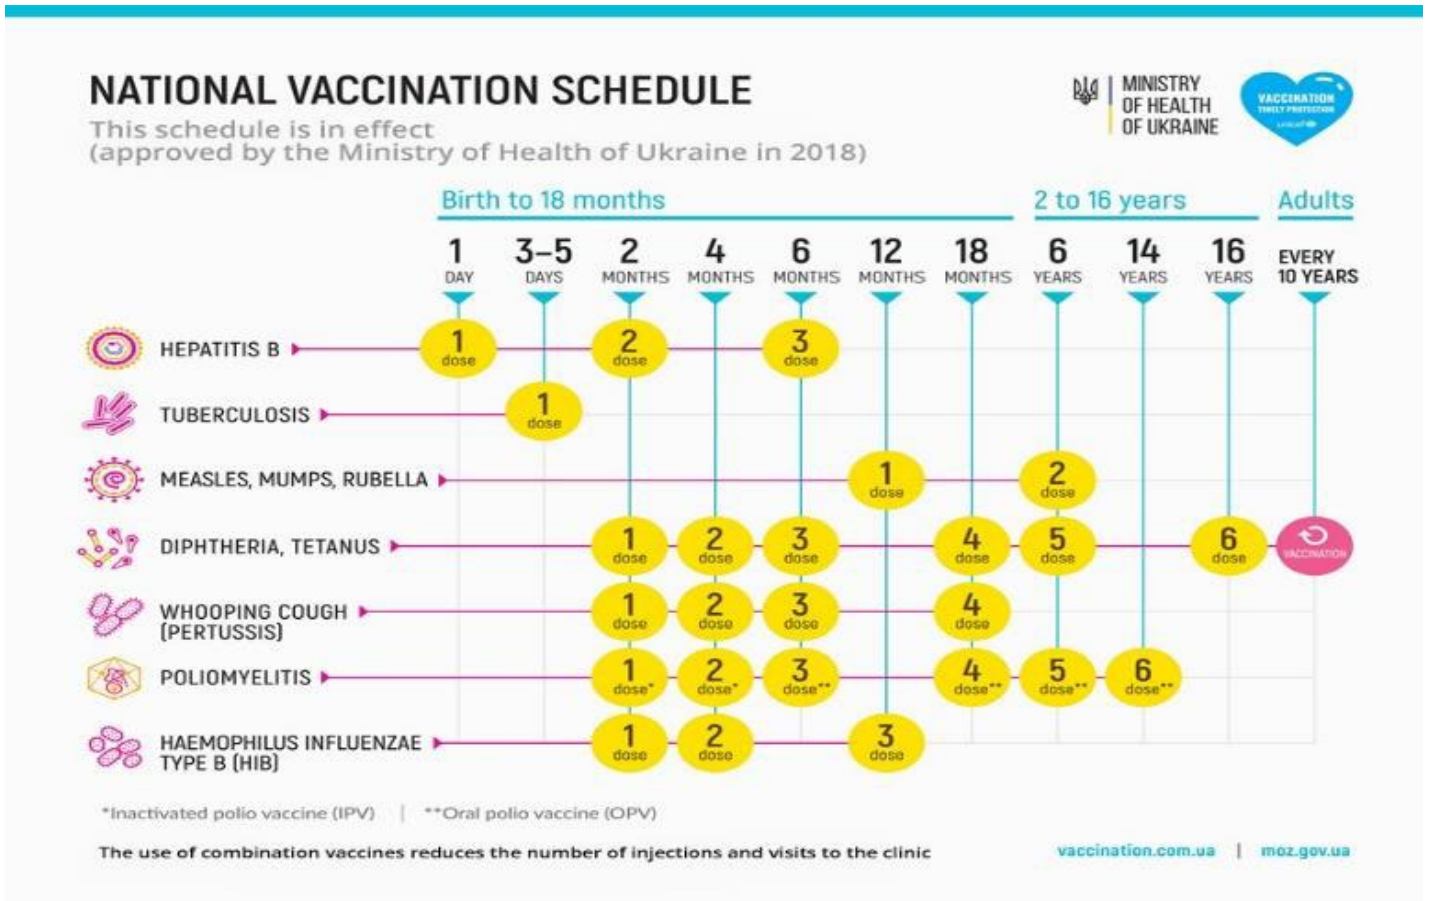 NATIONAL VACCINATION SCHEDULE
This schedule is in effect
(approved by the Ministry of Health of Ukraine in 2018)
MINISTRY
OF HEALTH
OF UKRAINE
VACCINATION
TIMELY PROTECTION
unicef
Birth to 18 months
2 to 16 years
Adults
1 3–5 2 4 6 12 18 6 14 16 EVERY
DAY DAYS MONTHS MONTHS MONTHS MONTHS MONTHS YEARS YEARS YEARS 10 YEARS
HEPATITIS B 1 2 3
dose dose dose
TUBERCULOSIS 1
dose
MEASLES, MUMPS, RUBELLA 1 2
dose dose
DIPHTHERIA, TETANUS 1 2 3 4 5 6
dose dose dose dose dose dose VACCINATION
WHOOPING COUGH 1 2 3 4
(PERTUSSIS) dose dose dose dose
POLIOMYELITIS 1 2 3 4 5 6
dose* dose* dose** dose** dose** dose**
HAEMOPHILUS INFLUENZAE 1 2 3
TYPE B (HIB) dose dose dose
*Inactivated polio vaccine (IPV) | **Oral polio vaccine (OPV)
The use of combination vaccines reduces the number of injections and visits to the clinic
vaccination.com.ua | moz.gov.ua